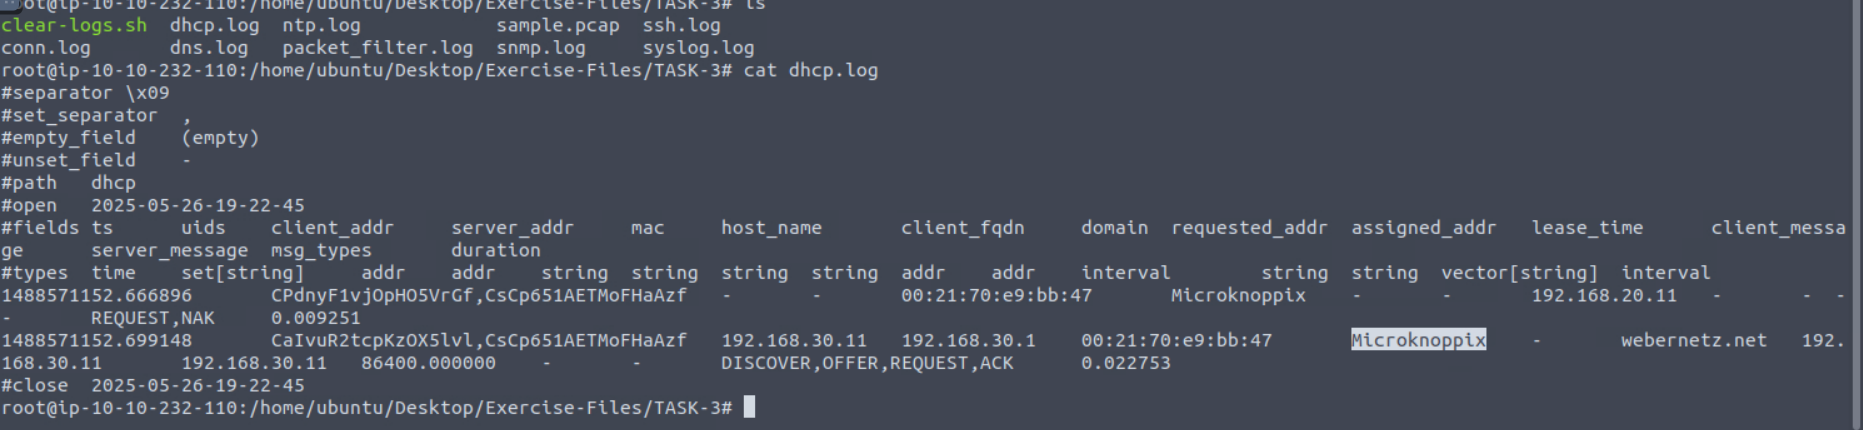 root@ip-10-10-232-110:/home/ubuntu/Desktop/Exercise-Files/TASK-3# ls
clear-logs.sh  dhcp.log  ntp.log            sample.pcap  ssh.log
conn.log       dns.log   packet_filter.log  snmp.log     syslog.log
root@ip-10-10-232-110:/home/ubuntu/Desktop/Exercise-Files/TASK-3# cat dhcp.log
#separator \x09
#set_separator  ,
#empty_field    (empty)
#unset_field    -
#path   dhcp
#open   2025-05-26-19-22-45
#fields ts      uids    client_addr     server_addr     mac     host_name       client_fqdn     domain  requested_addr  assigned_addr   lease_time      client_messa
ge      server_message  msg_types       duration
#types  time    set[string]     addr    addr    string  string  string  string  addr    addr    interval        string  string  vector[string]  interval
1488571152.666896       CPdnyF1vjOpHO5VrGf,CsCp651AETMoFHaAzf   -       -       00:21:70:e9:bb:47       Microknoppix    -       -       192.168.20.11   -       -  -
-       REQUEST,NAK     0.009251
1488571152.699148       CaIvuR2tcpKzOX5lvl,CsCp651AETMoFHaAzf   192.168.30.11   192.168.30.1    00:21:70:e9:bb:47       Microknoppix    -       webernetz.net   192.
168.30.11       192.168.30.11   86400.000000    -       -       DISCOVER,OFFER,REQUEST,ACK      0.022753
#close  2025-05-26-19-22-45
root@ip-10-10-232-110:/home/ubuntu/Desktop/Exercise-Files/TASK-3#